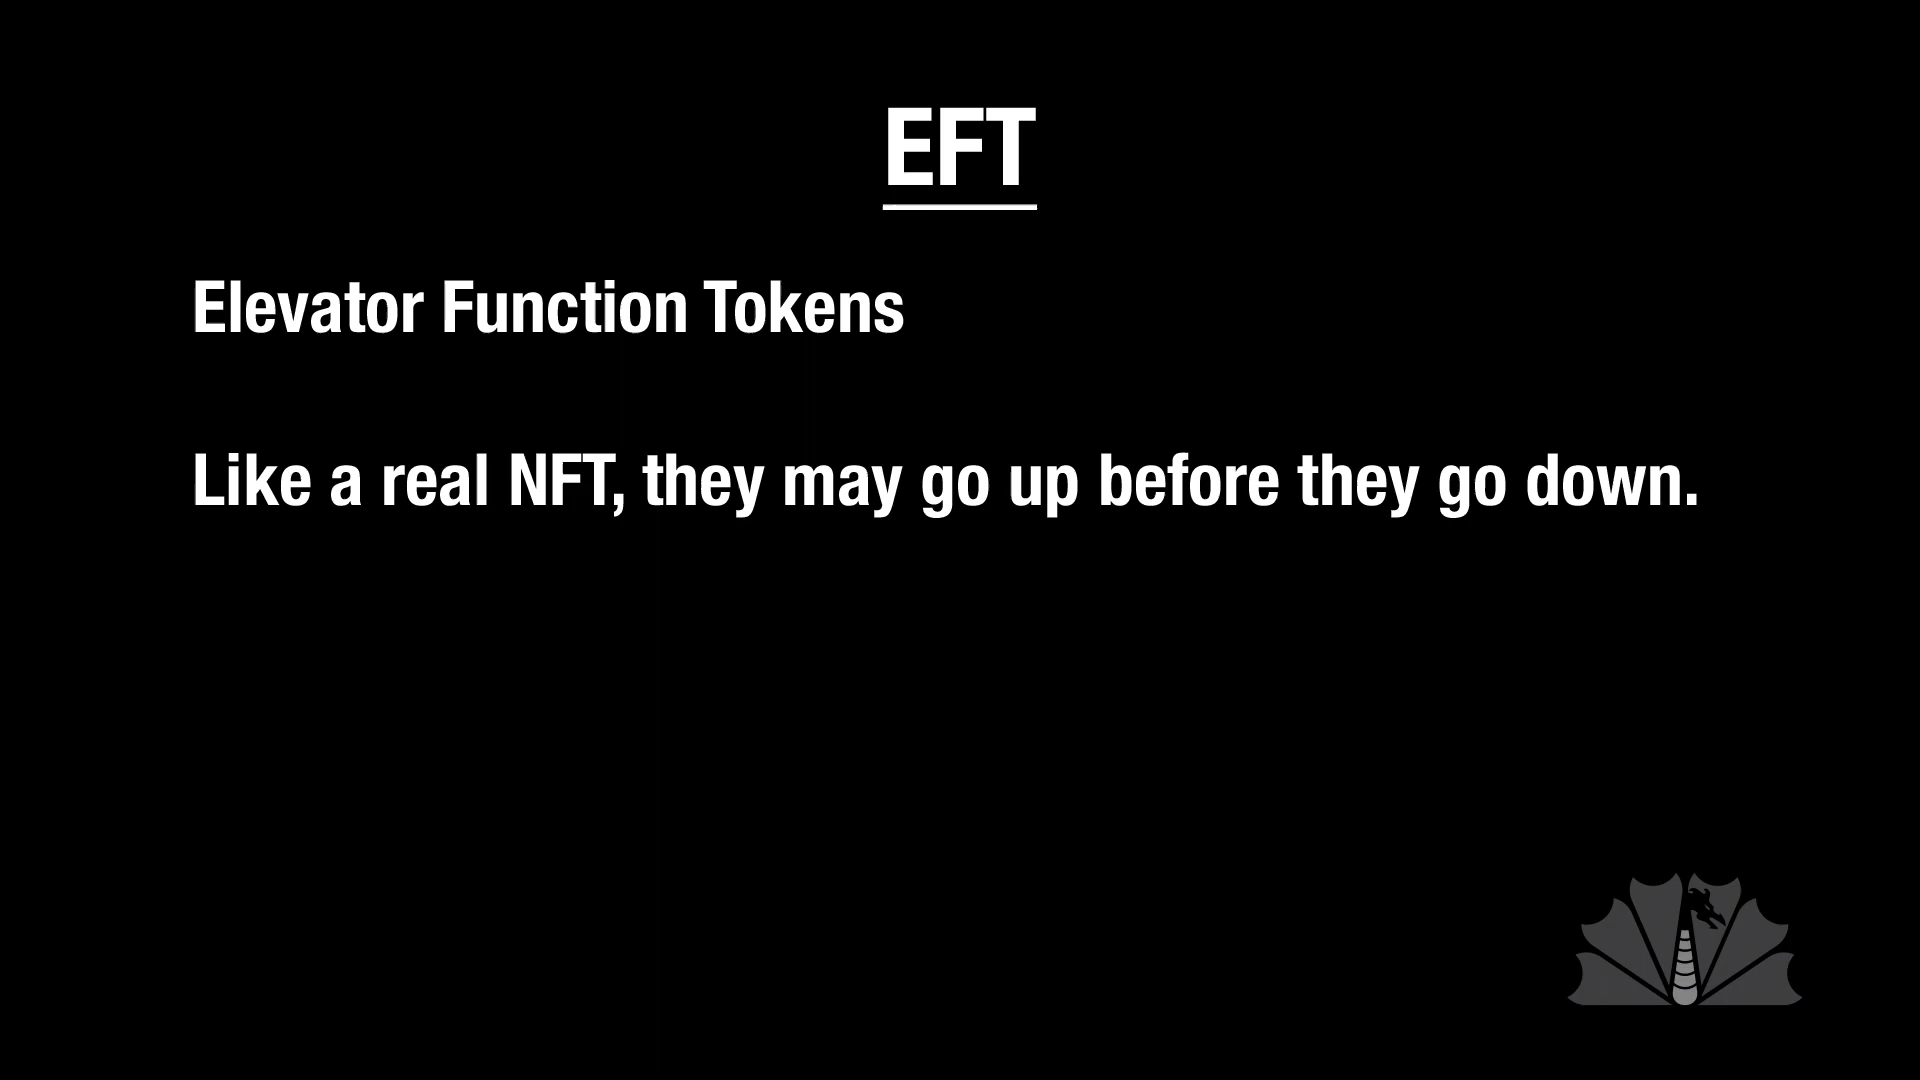 EFT
Elevator Function Tokens
Like a real NFT, they may go up before they go down.